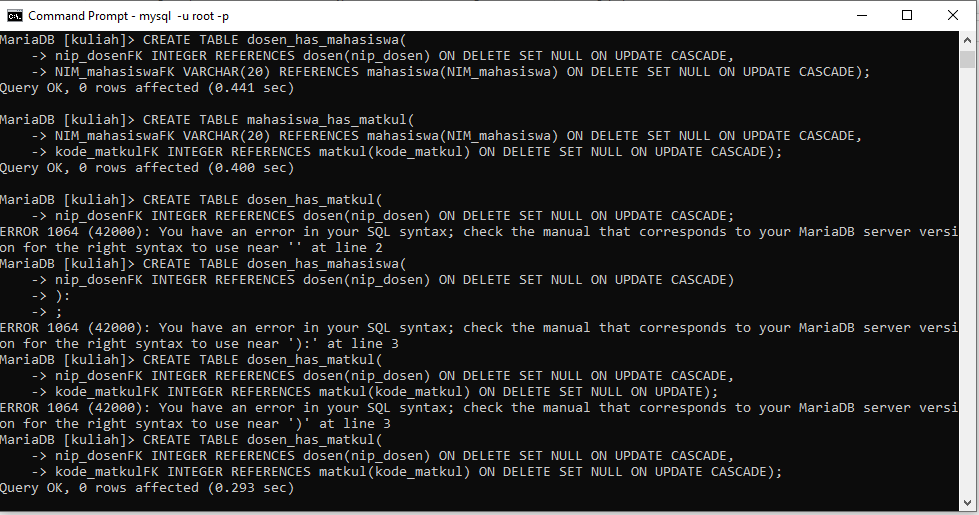 Command Prompt - mysql -u root -p
MariaDB [kuliah]> CREATE TABLE dosen_has_mahasiswa(
    -> nip_dosenFK INTEGER REFERENCES dosen(nip_dosen) ON DELETE SET NULL ON UPDATE CASCADE,
    -> NIM_mahasiswaFK VARCHAR(20) REFERENCES mahasiswa(NIM_mahasiswa) ON DELETE SET NULL ON UPDATE CASCADE);
Query OK, 0 rows affected (0.441 sec)
MariaDB [kuliah]> CREATE TABLE mahasiswa_has_matkul(
    -> NIM_mahasiswaFK VARCHAR(20) REFERENCES mahasiswa(NIM_mahasiswa) ON DELETE SET NULL ON UPDATE CASCADE,
    -> kode_matkulFK INTEGER REFERENCES matkul(kode_matkul) ON DELETE SET NULL ON UPDATE CASCADE);
Query OK, 0 rows affected (0.400 sec)
MariaDB [kuliah]> CREATE TABLE dosen_has_matkul(
    -> nip_dosenFK INTEGER REFERENCES dosen(nip_dosen) ON DELETE SET NULL ON UPDATE CASCADE;
ERROR 1064 (42000): You have an error in your SQL syntax; check the manual that corresponds to your MariaDB server versi
on for the right syntax to use near '' at line 2
MariaDB [kuliah]> CREATE TABLE dosen_has_mahasiswa(
    -> nip_dosenFK INTEGER REFERENCES dosen(nip_dosen) ON DELETE SET NULL ON UPDATE CASCADE)
    -> ):
    -> ;
ERROR 1064 (42000): You have an error in your SQL syntax; check the manual that corresponds to your MariaDB server versi
on for the right syntax to use near '):' at line 3
MariaDB [kuliah]> CREATE TABLE dosen_has_matkul(
    -> nip_dosenFK INTEGER REFERENCES dosen(nip_dosen) ON DELETE SET NULL ON UPDATE CASCADE,
    -> kode_matkulFK INTEGER REFERENCES matkul(kode_matkul) ON DELETE SET NULL ON UPDATE);
ERROR 1064 (42000): You have an error in your SQL syntax; check the manual that corresponds to your MariaDB server versi
on for the right syntax to use near ')' at line 3
MariaDB [kuliah]> CREATE TABLE dosen_has_matkul(
    -> nip_dosenFK INTEGER REFERENCES dosen(nip_dosen) ON DELETE SET NULL ON UPDATE CASCADE,
    -> kode_matkulFK INTEGER REFERENCES matkul(kode_matkul) ON DELETE SET NULL ON UPDATE CASCADE);
Query OK, 0 rows affected (0.293 sec)